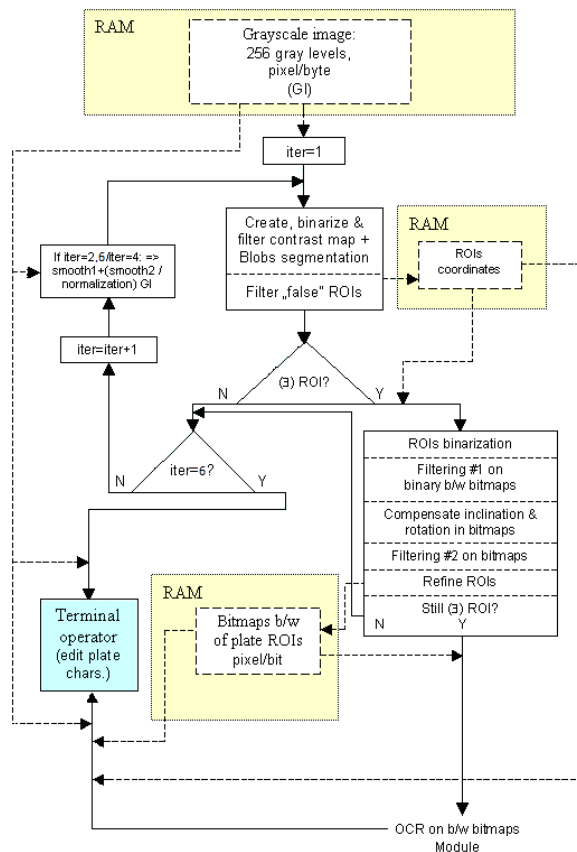 RAM
Grayscale image:
256 gray levels,
pixel/byte
(GI)
iter=1
Create, binarize &
filter contrast map +
Blobs segmentation
Filter „false" ROIs
RAM
ROIs
coordinates
If iter=2,6/iter=4: =>
smooth1+(smooth2 /
normalization) GI
iter=iter+1
(∃) ROI?
N
Y
iter=6?
N
Y
ROIs binarization
Filtering #1 on
binary b/w bitmaps
Compensate inclination &
rotation in bitmaps
Filtering #2 on bitmaps
Refine ROIs
Still (∃) ROI?
N
Y
RAM
Bitmaps b/w
of plate ROIs
pixel/bit
Terminal
operator
(edit plate
chars.)
OCR on b/w bitmaps
Module